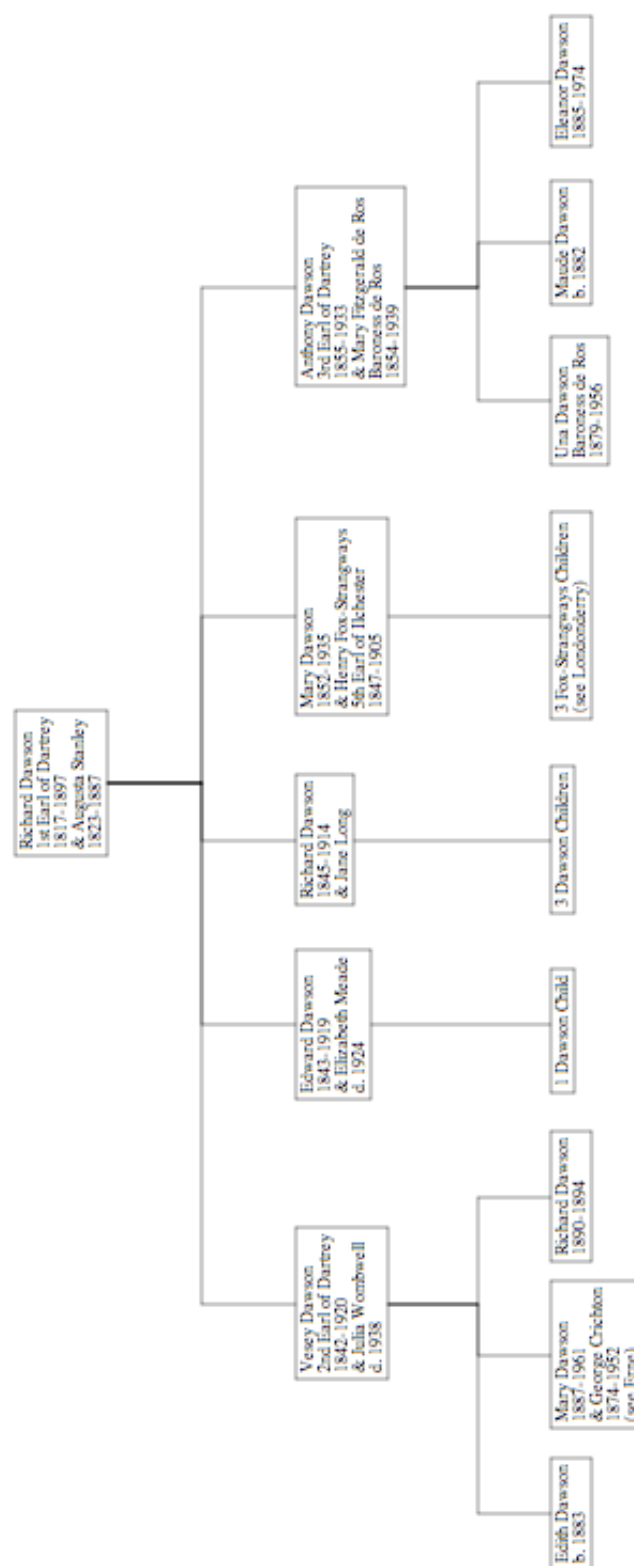 Richard Dawson
1st Earl of Dartrey
1817-1897
& Augusta Stanley
1823-1887
Vesey Dawson
2nd Earl of Dartrey
1842-1920
& Julia Wombwell
d. 1938
Edward Dawson
1843-1919
& Elizabeth Meade
d. 1924
Richard Dawson
1845-1914
& Jane Long
Mary Dawson
1852-1935
& Henry Fox-Strangways
5th Earl of Ilchester
1847-1905
Anthony Dawson
3rd Earl of Dartrey
1855-1933
& Mary Fitzgerald de Ros
Baroness de Ros
1854-1939
Edith Dawson
b. 1883
Mary Dawson
1887-1961
& George Crichton
1874-1952
(see Erne)
Richard Dawson
1890-1894
1 Dawson Child
3 Dawson Children
3 Fox-Strangways Children
(see Londonderry)
Una Dawson
Baroness de Ros
1879-1956
Maude Dawson
b. 1882
Eleanor Dawson
1885-1974